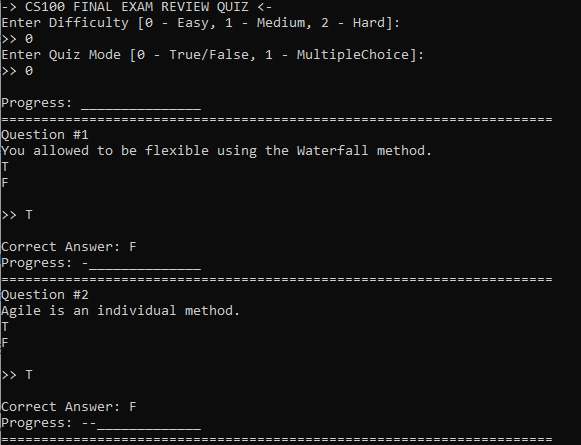 -> CS100 FINAL EXAM REVIEW QUIZ <-
Enter Difficulty [0 - Easy, 1 - Medium, 2 - Hard]:
>> 0
Enter Quiz Mode [0 - True/False, 1 - MultipleChoice]:
>> 0
Progress: _______________
======================================================================
Question #1
You allowed to be flexible using the Waterfall method.
T
F
>> T
Correct Answer: F
Progress: -______________
======================================================================
Question #2
Agile is an individual method.
T
F
>> T
Correct Answer: F
Progress: --_____________
======================================================================